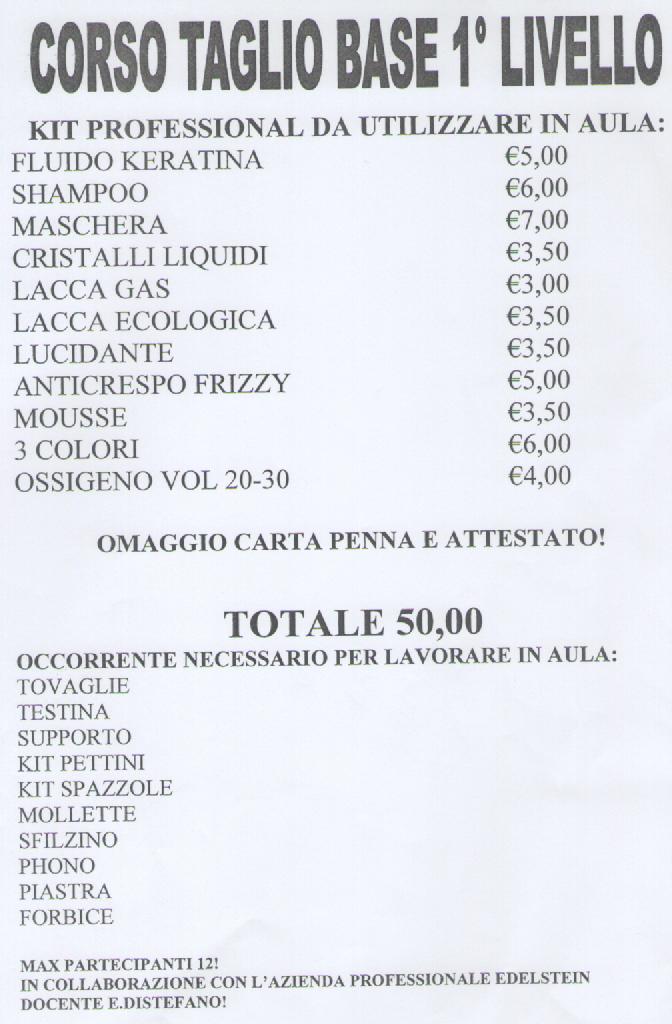 CORSO TAGLIO BASE 1° LIVELLO
KIT PROFESSIONAL DA UTILIZZARE IN AULA:
FLUIDO KERATINA €5,00
SHAMPOO €6,00
MASCHERA €7,00
CRISTALLI LIQUIDI €3,50
LACCA GAS €3,00
LACCA ECOLOGICA €3,50
LUCIDANTE €3,50
ANTICRESPO FRIZZY €5,00
MOUSSE €3,50
3 COLORI €6,00
OSSIGENO VOL 20-30 €4,00
OMAGGIO CARTA PENNA E ATTESTATO!
TOTALE 50,00
OCCORRENTE NECESSARIO PER LAVORARE IN AULA:
TOVAGLIE
TESTINA
SUPPORTO
KIT PETTINI
KIT SPAZZOLE
MOLLETTE
SFILZINO
PHONO
PIASTRA
FORBICE
MAX PARTECIPANTI 12!
IN COLLABORAZIONE CON L'AZIENDA PROFESSIONALE EDELSTEIN
DOCENTE E.DISTEFANO!